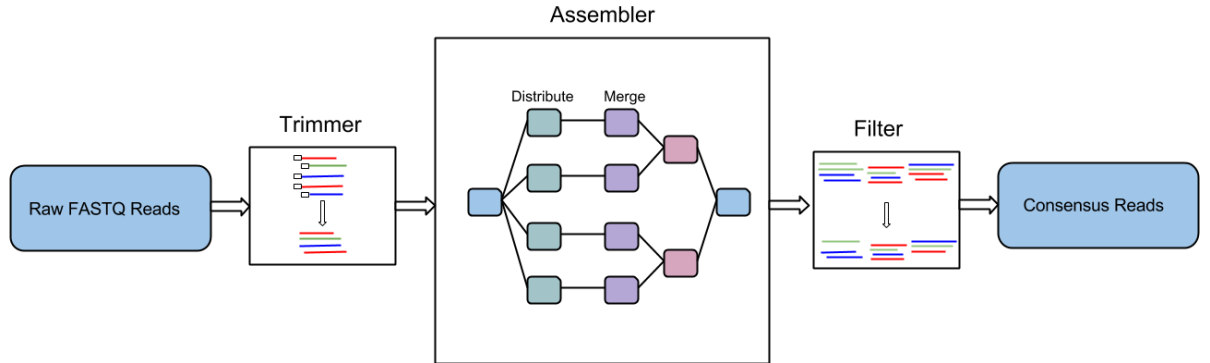 Assembler
Distribute Merge
Trimmer
Filter
Raw FASTQ Reads
Consensus Reads